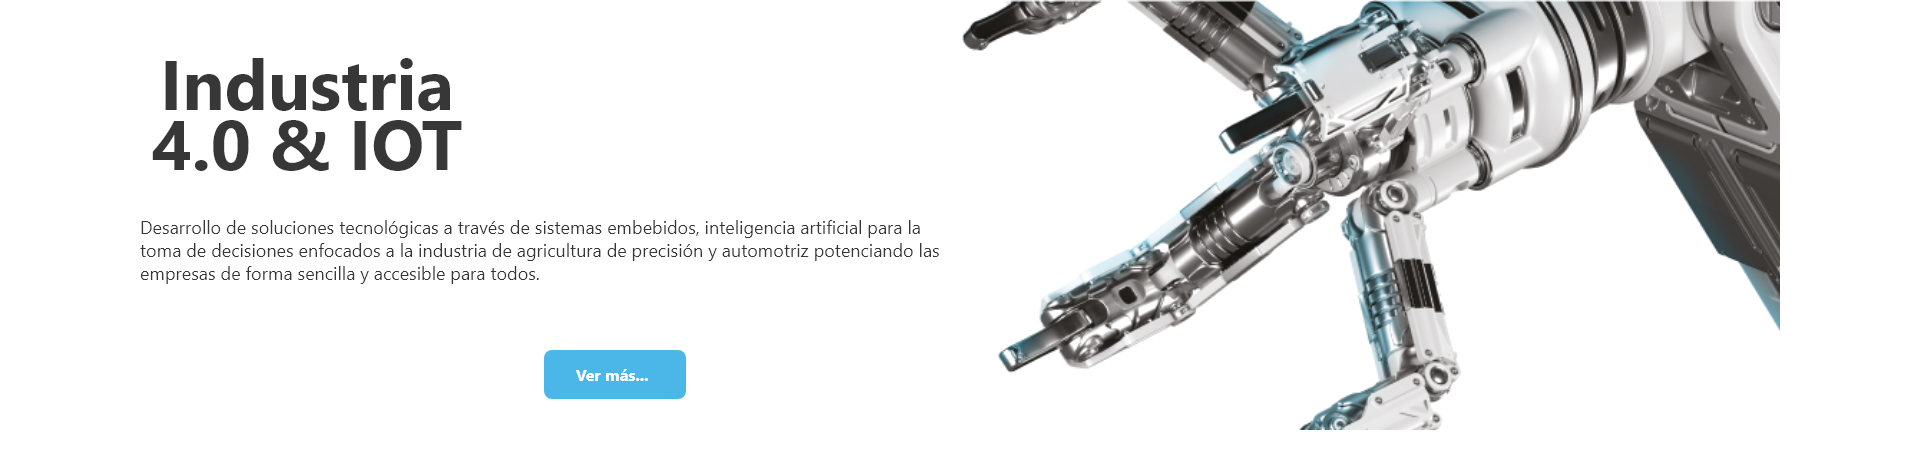 Industria
4.0 & IOT
Desarrollo de soluciones tecnológicas a través de sistemas embebidos, inteligencia artificial para la
toma de decisiones enfocados a la industria de agricultura de precisión y automotriz potenciando las
empresas de forma sencilla y accesible para todos.
Ver más...